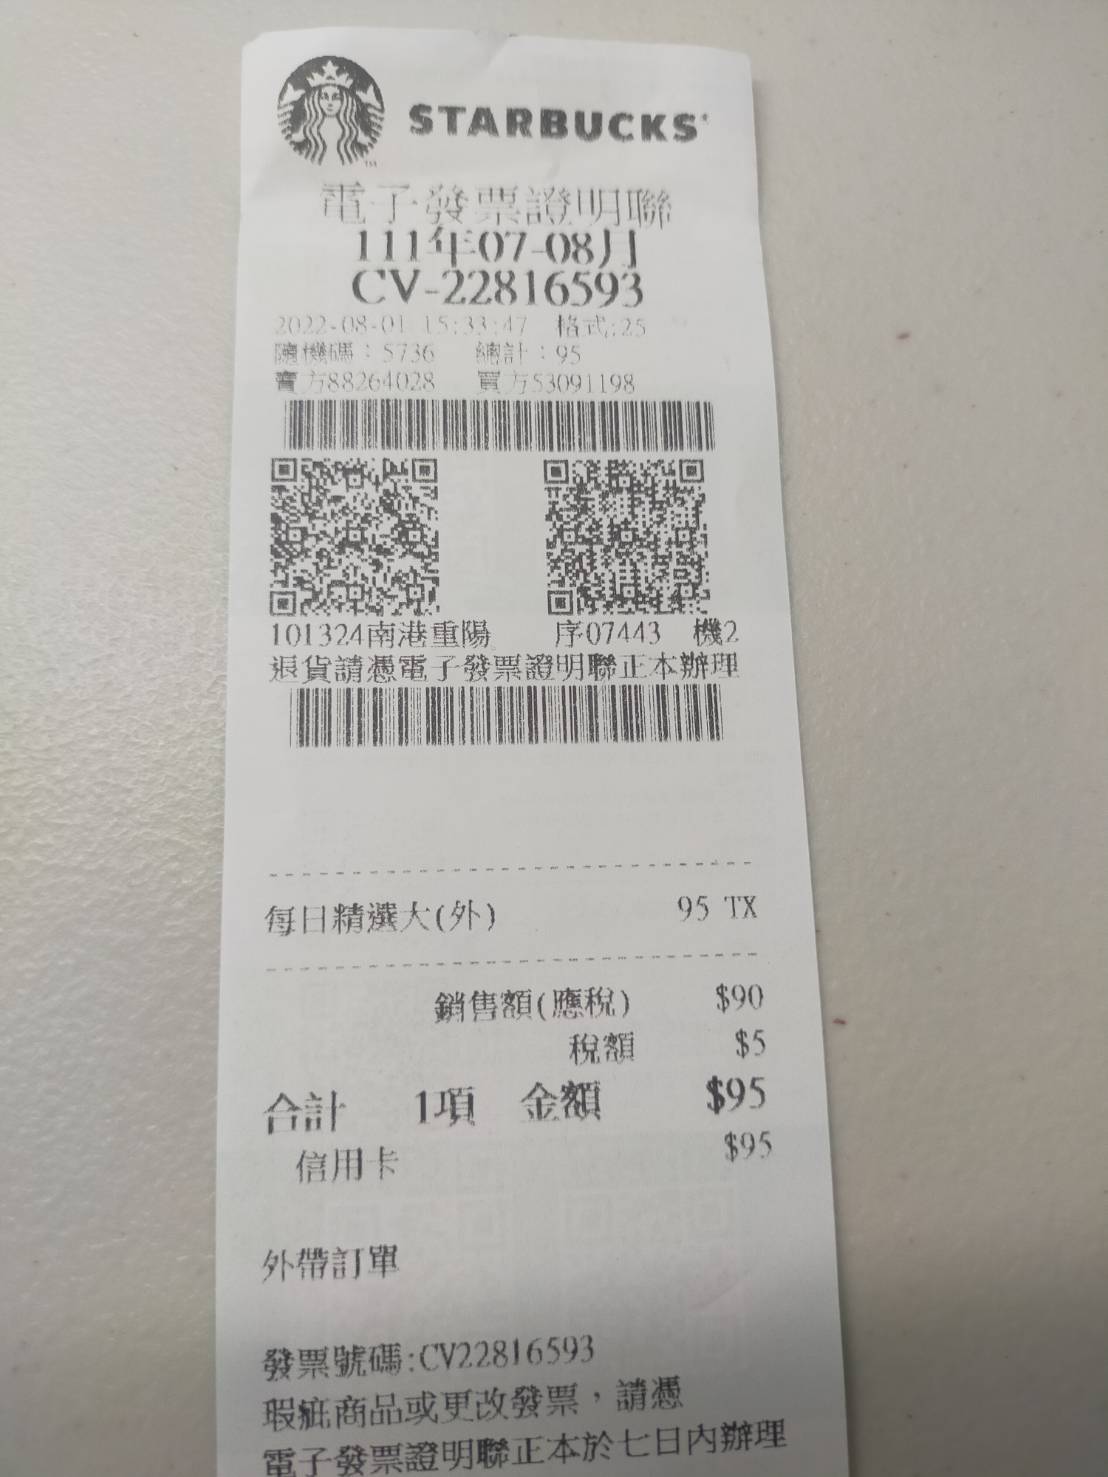 STARBUCKS
TM
電子發票證明聯
111年07-08月
CV-22816593
2022-08-01 15:33:47 格式:25
隨機碼:5736 總計:95
賣方88264028 買方53091198
101324南港重陽 序07443 機2
退貨請憑電子發票證明聯正本辦理
每日精選大(外) 95 TX
銷售額(應稅) $90
稅額 $5
合計 1項 金額 $95
信用卡 $95
外帶訂單
發票號碼:CV22816593
瑕疵商品或更改發票,請憑
電子發票證明聯正本於七日內辦理